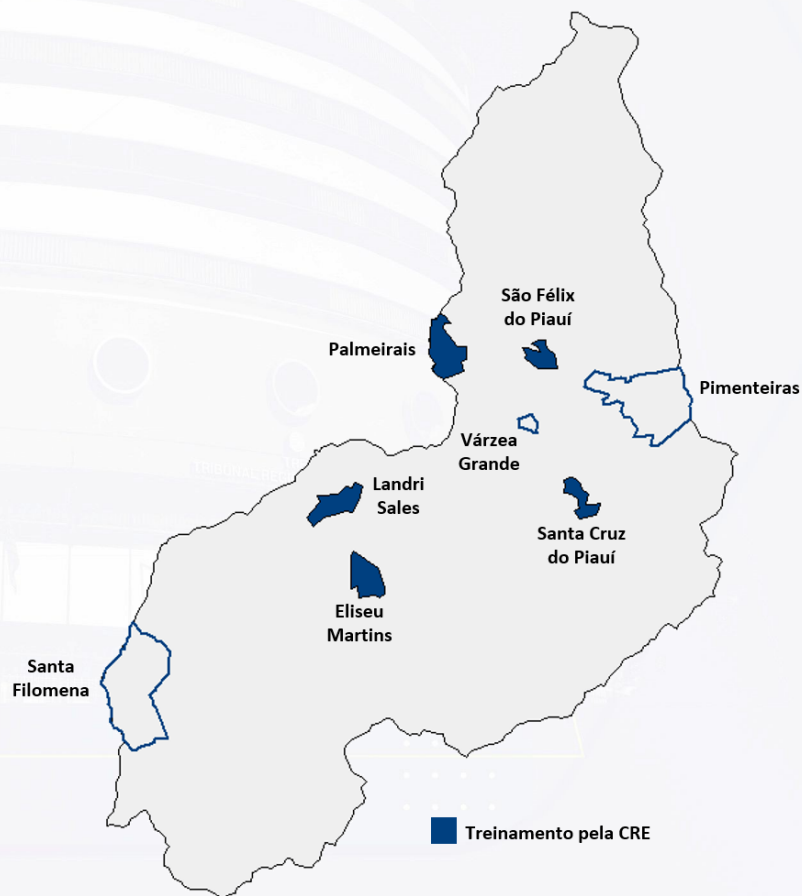 São Félix
do Piauí
Palmeirais
Pimenteiras
Várzea
Grande
Landri
Sales
Santa Cruz
do Piauí
Eliseu
Martins
Santa
Filomena
Treinamento pela CRE